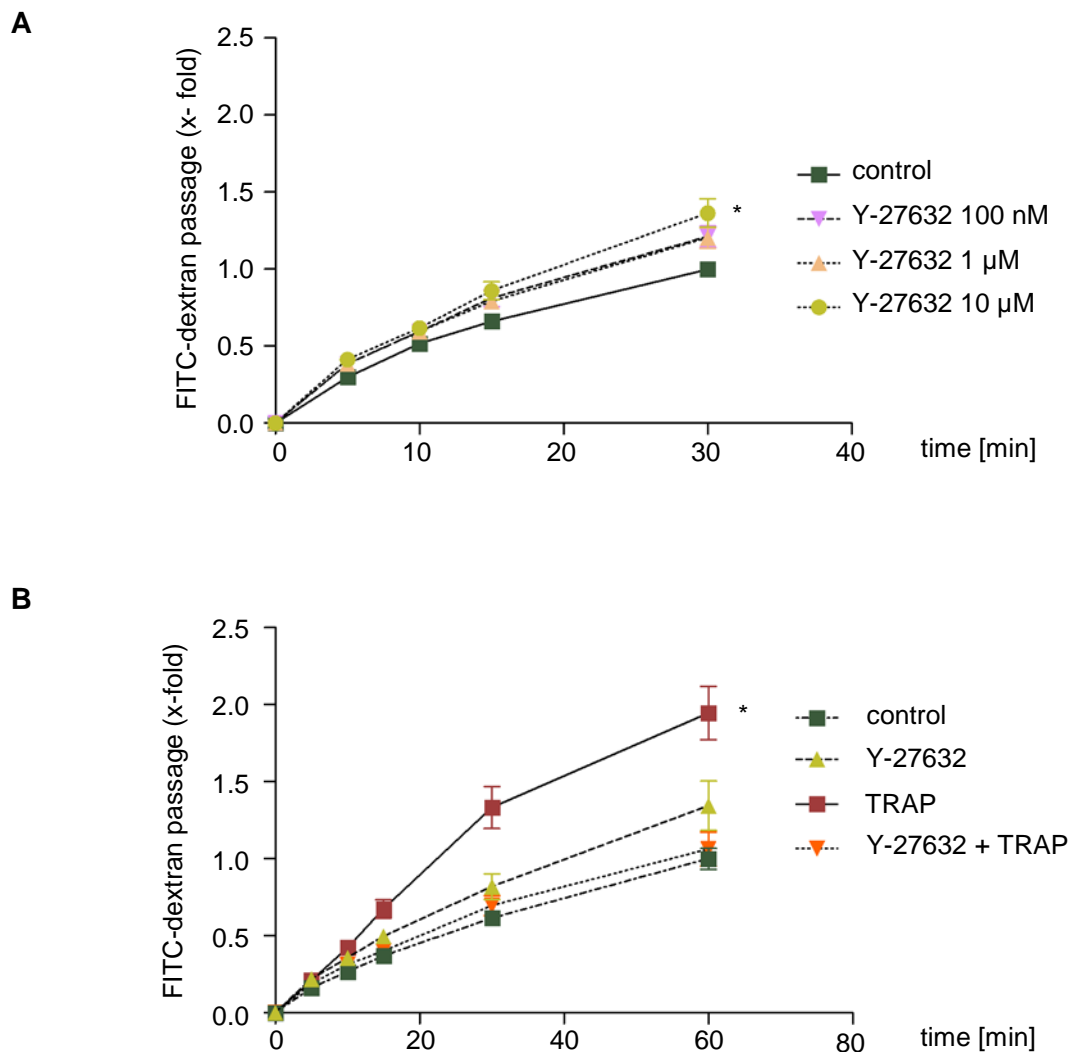 A
FITC-dextran passage (x- fold)
2.5
2.0
1.5
1.0
0.5
0.0
0 10 20 30 40
time [min]
*
control
Y-27632 100 nM
Y-27632 1 µM
Y-27632 10 µM
B
FITC-dextran passage (x-fold)
2.5
2.0
1.5
1.0
0.5
0.0
0 20 40 60 80
time [min]
*
control
Y-27632
TRAP
Y-27632 + TRAP